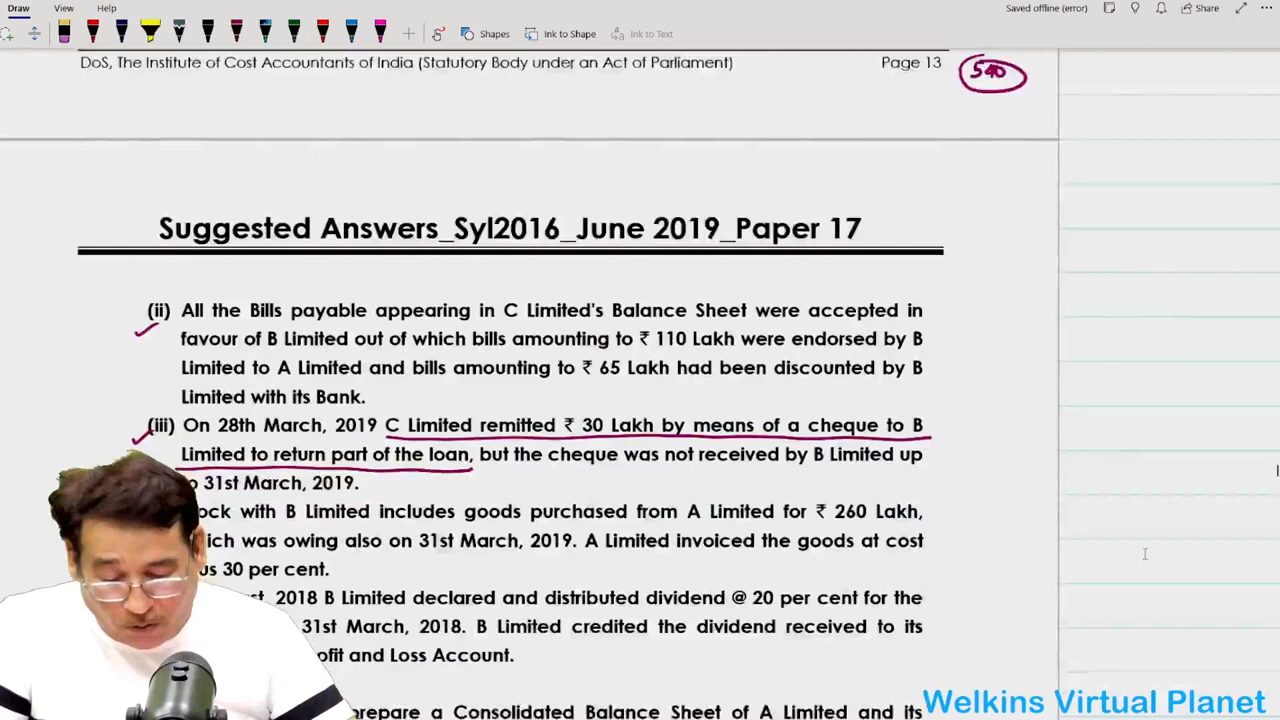 Draw View Help Saved offline (error) Share
Shapes Ink to Shape Ink to Text
DoS, The Institute of Cost Accountants of India (Statutory Body under an Act of Parliament) Page 13
Suggested Answers_Syl2016_June 2019_Paper 17
(ii) All the Bills payable appearing in C Limited's Balance Sheet were accepted in
favour of B Limited out of which bills amounting to ₹ 110 Lakh were endorsed by B
Limited to A Limited and bills amounting to ₹ 65 Lakh had been discounted by B
Limited with its Bank.
(iii) On 28th March, 2019 C Limited remitted ₹ 30 Lakh by means of a cheque to B
Limited to return part of the loan, but the cheque was not received by B Limited up
31st March, 2019.
with B Limited includes goods purchased from A Limited for ₹ 260 Lakh,
was owing also on 31st March, 2019. A Limited invoiced the goods at cost
30 per cent.
2018 B Limited declared and distributed dividend @ 20 per cent for the
31st March, 2018. B Limited credited the dividend received to its
and Loss Account.
prepare a Consolidated Balance Sheet of A Limited and its
Welkins Virtual Planet